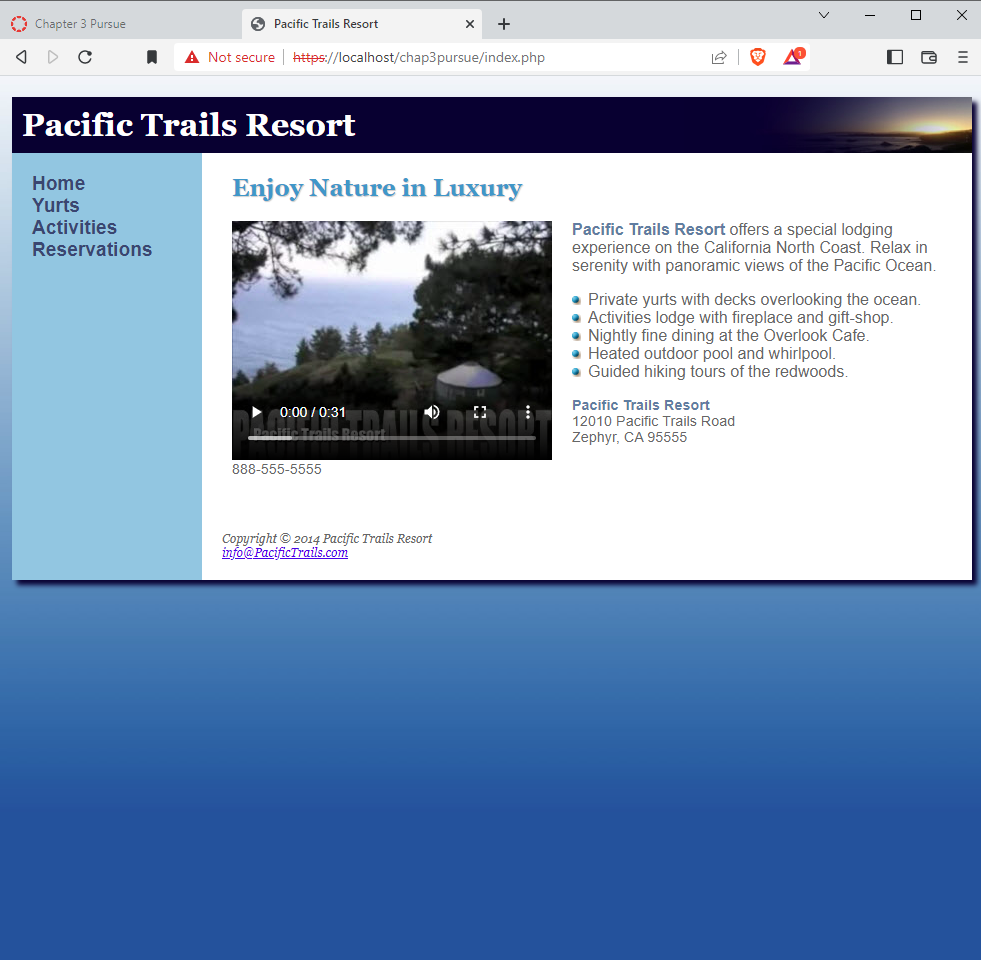 Chapter 3 Pursue
Pacific Trails Resort
Not secure
https://localhost/chap3pursue/index.php
1
Pacific Trails Resort
Home
Yurts
Activities
Reservations
Enjoy Nature in Luxury
PACIFIC TRAILS RESORT
Pacific Trails Resort
0:00 / 0:31
Pacific Trails Resort offers a special lodging
experience on the California North Coast. Relax in
serenity with panoramic views of the Pacific Ocean.
Private yurts with decks overlooking the ocean.
Activities lodge with fireplace and gift-shop.
Nightly fine dining at the Overlook Cafe.
Heated outdoor pool and whirlpool.
Guided hiking tours of the redwoods.
Pacific Trails Resort
12010 Pacific Trails Road
Zephyr, CA 95555
888-555-5555
Copyright © 2014 Pacific Trails Resort
info@PacificTrails.com